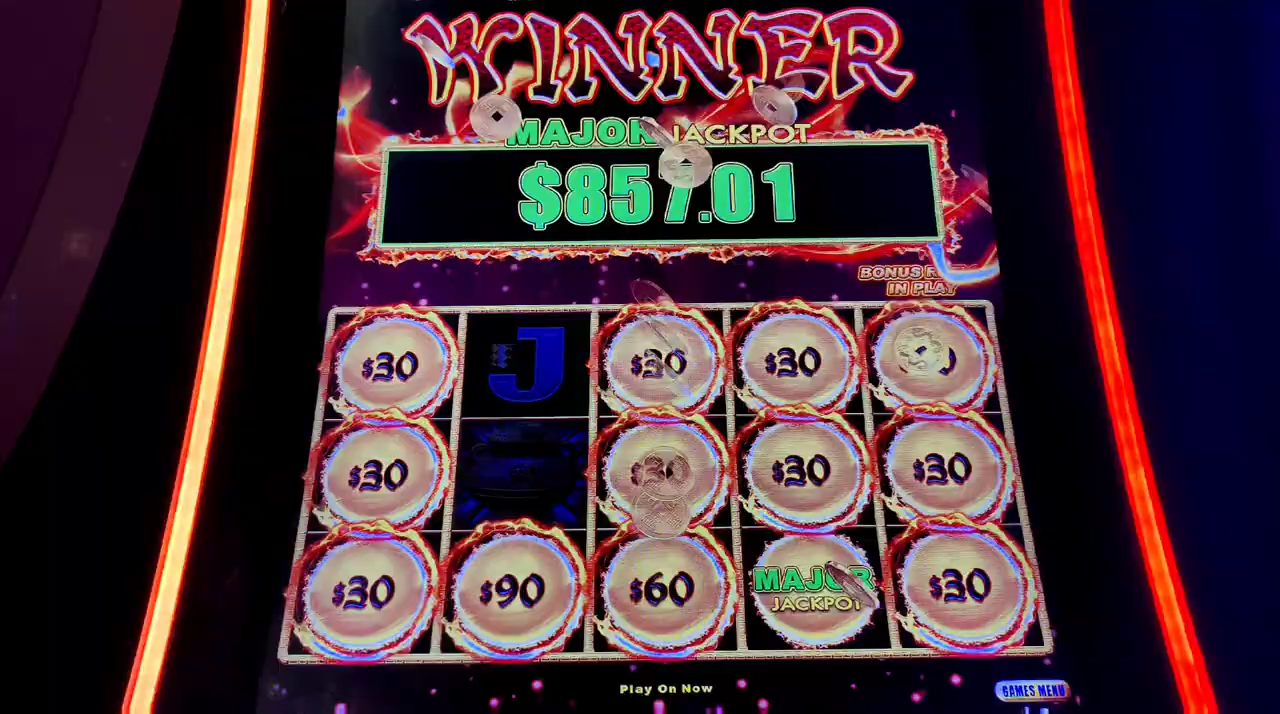 WINNER
MAJOR JACKPOT
$857.01
BONUS
IN PLAY
$30 J $30 $30
$30 $30 $30 $30
$30 $90 $60 MAJOR JACKPOT $30
Play On Now
GAMES MENU